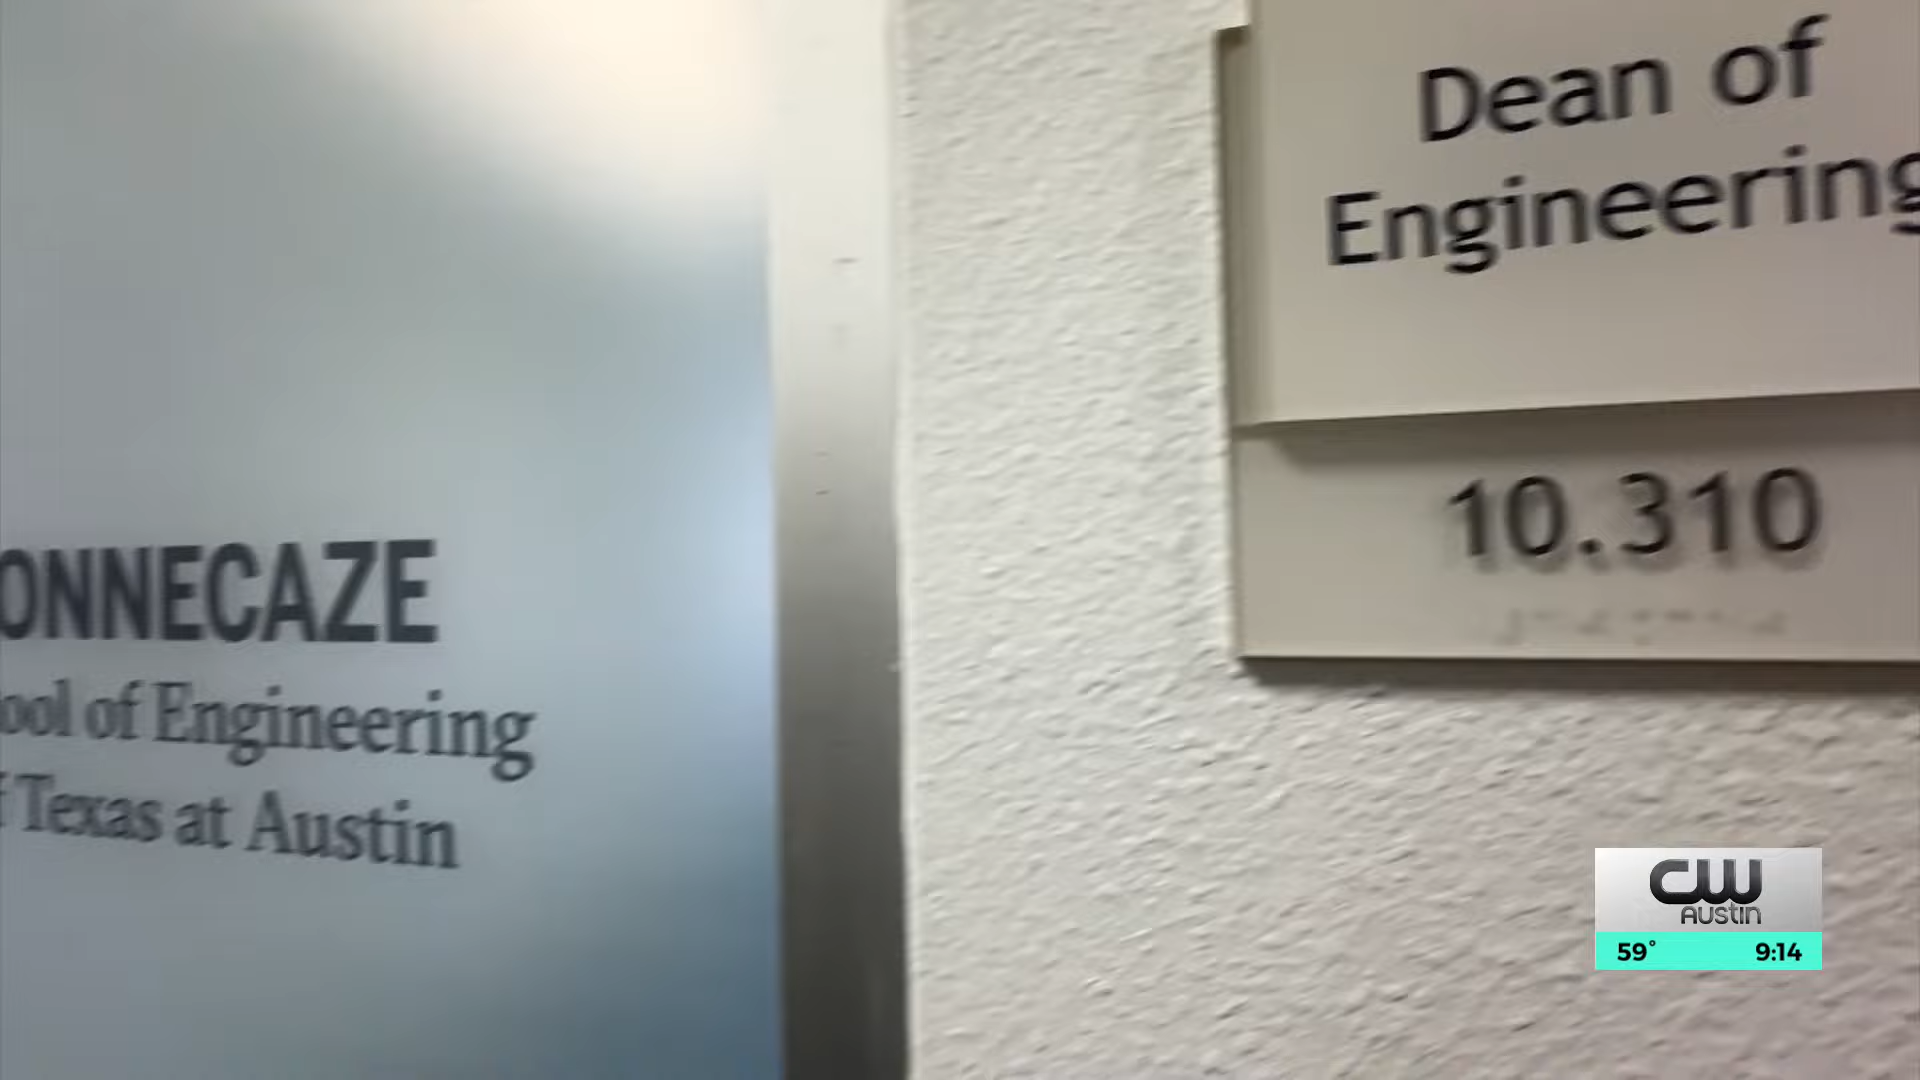 ONNECAZE
ool of Engineering
f Texas at Austin
Dean of
Engineering
10.310
CW
AUSTIN
59° 9:14